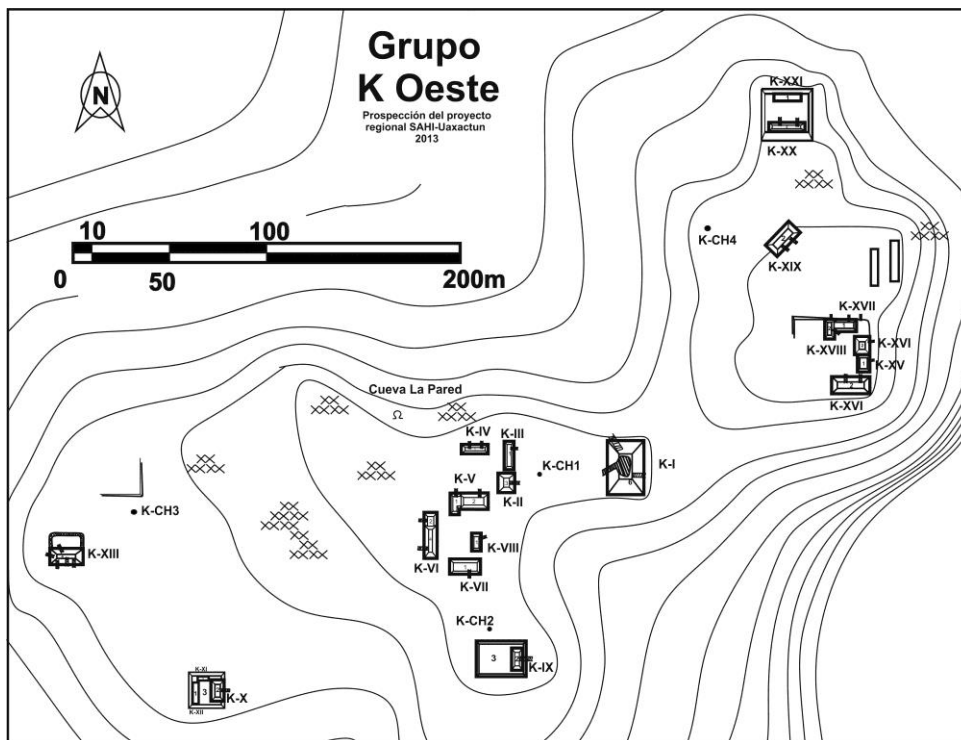 Grupo
K Oeste
Prospección del proyecto
regional SAHI-Uaxactun
2013
N
10 100
0 50 200m
K-XXI
K-XX
K-CH4
K-XIX
K-XVII
K-XVIII
K-XVI
K-XV
K-XVI
Cueva La Pared
Ω
K-IV
K-III
K-CH1
K-I
K-V
K-II
K-CH3
K-XIII
K-VI
K-VIII
K-VII
K-CH2
3
K-IX
K-XI
3
K-X
K-XII